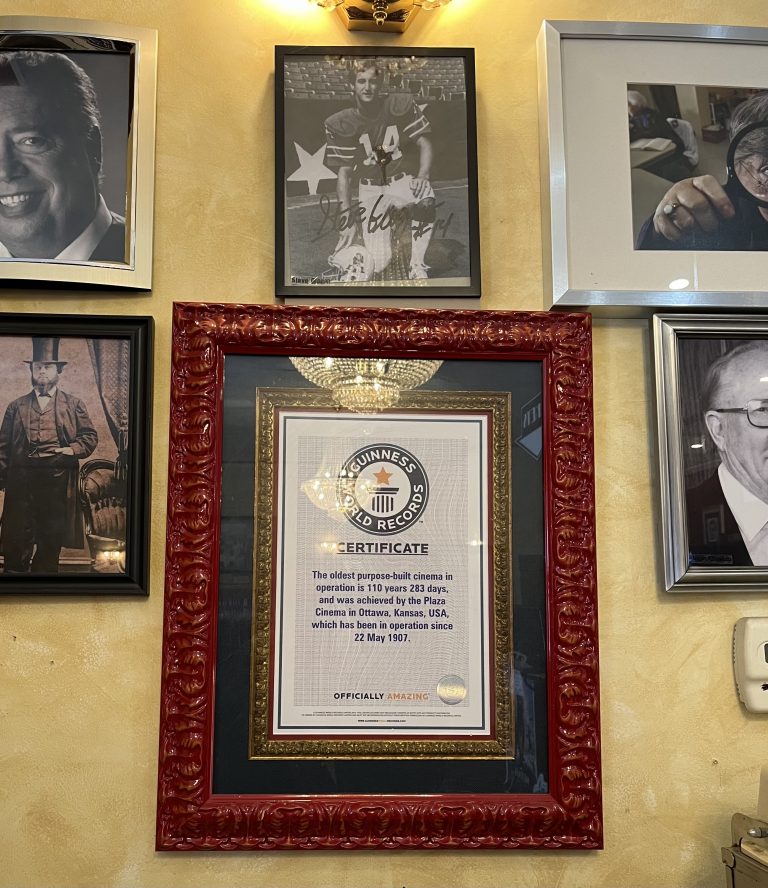 14
Steve
#14
GUINNESS
WORLD RECORDS
CERTIFICATE
The oldest purpose-built cinema in
operation is 110 years 283 days,
and was achieved by the Plaza
Cinema in Ottawa, Kansas, USA,
which has been in operation since
22 May 1907.
OFFICIALLY AMAZING